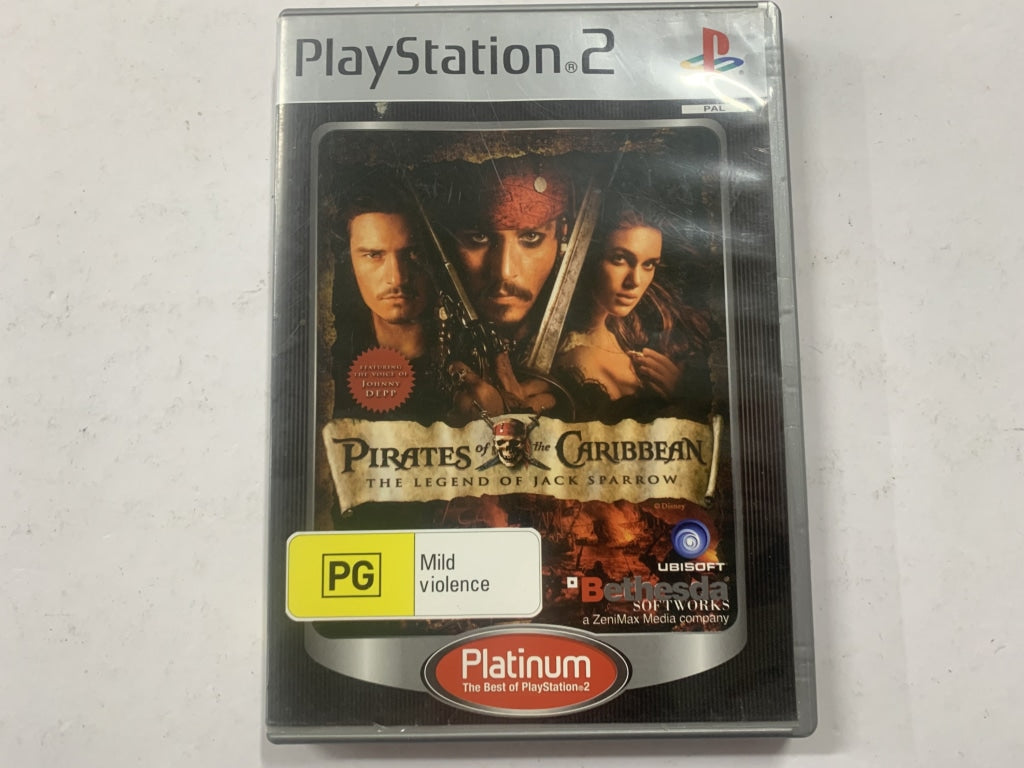 PlayStation®2
PAL
FEATURING
THE VOICE OF
JOHNNY
DEPP
PIRATES of the CARIBBEAN
THE LEGEND OF JACK SPARROW
© Disney
PG
Mild
violence
UBISOFT
Bethesda
SOFTWORKS
a ZeniMax Media company
Platinum
The Best of PlayStation®2